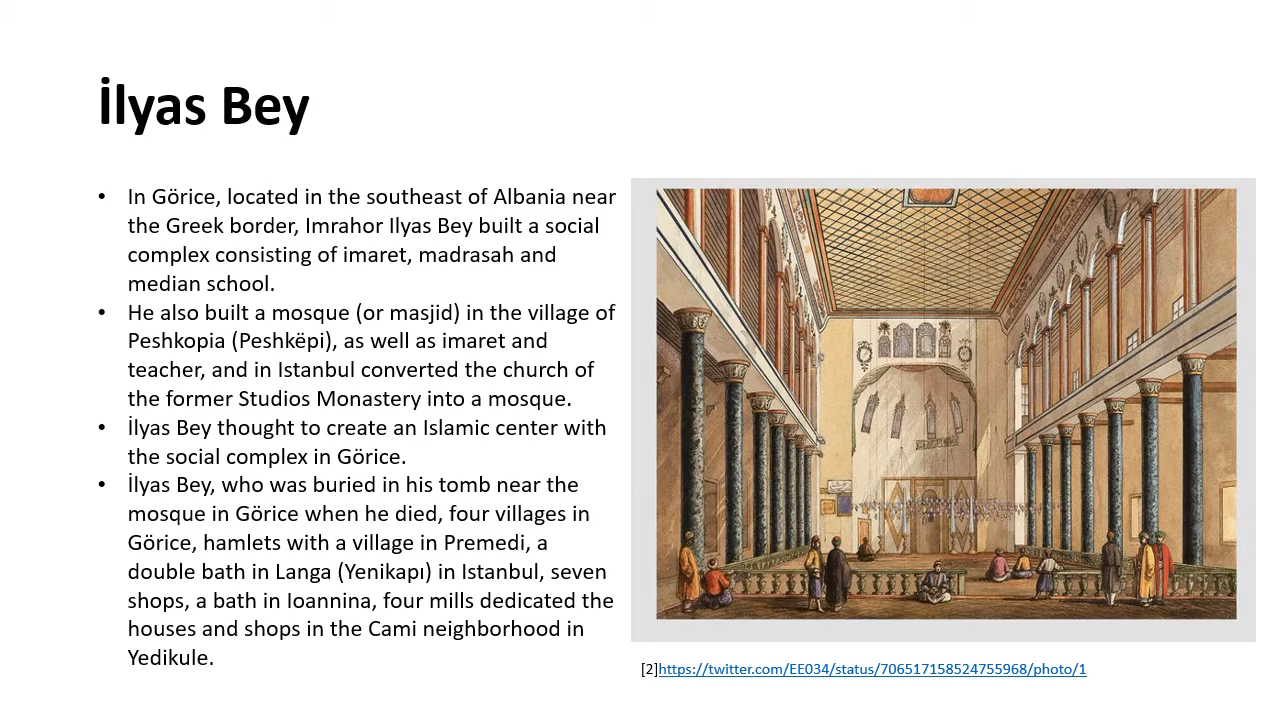 İlyas Bey
• In Görice, located in the southeast of Albania near
the Greek border, Imrahor Ilyas Bey built a social
complex consisting of imaret, madrasah and
median school.
• He also built a mosque (or masjid) in the village of
Peshkopia (Peshkëpi), as well as imaret and
teacher, and in Istanbul converted the church of
the former Studios Monastery into a mosque.
• İlyas Bey thought to create an Islamic center with
the social complex in Görice.
• İlyas Bey, who was buried in his tomb near the
mosque in Görice when he died, four villages in
Görice, hamlets with a village in Premedi, a
double bath in Langa (Yenikapı) in Istanbul, seven
shops, a bath in Ioannina, four mills dedicated the
houses and shops in the Cami neighborhood in
Yedikule.
[2]https://twitter.com/EE034/status/706517158524755968/photo/1